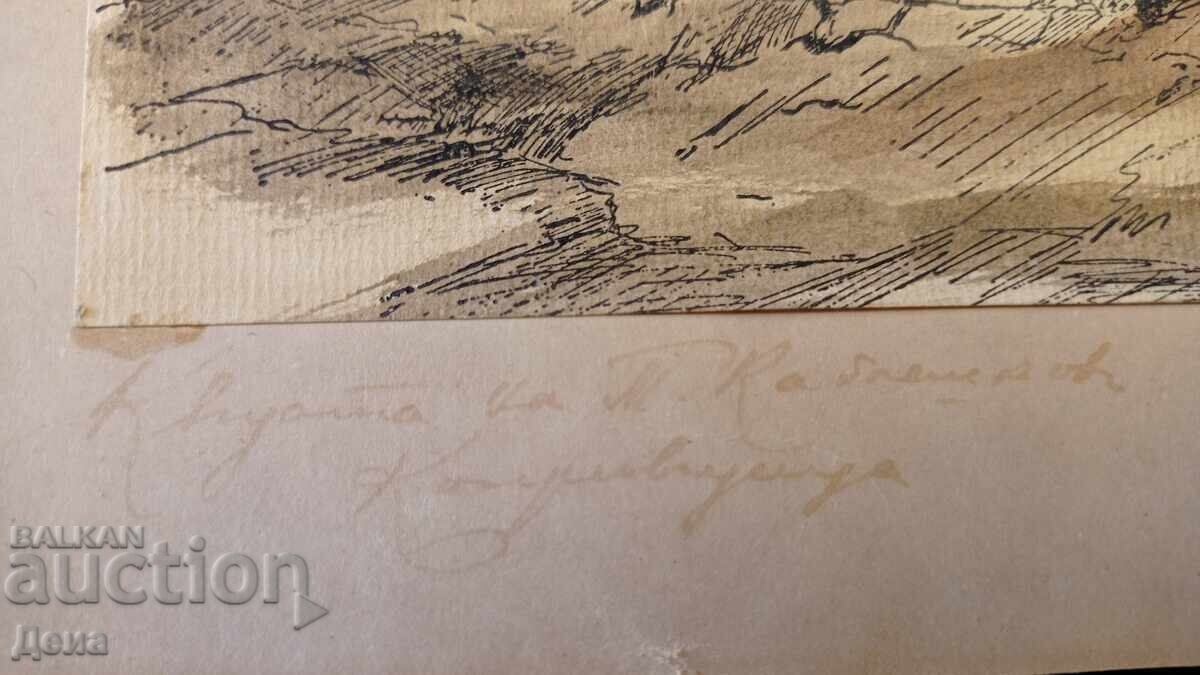 Къщата на Т. Каблешковъ
Копривщица
BALKAN
auction
Деиа